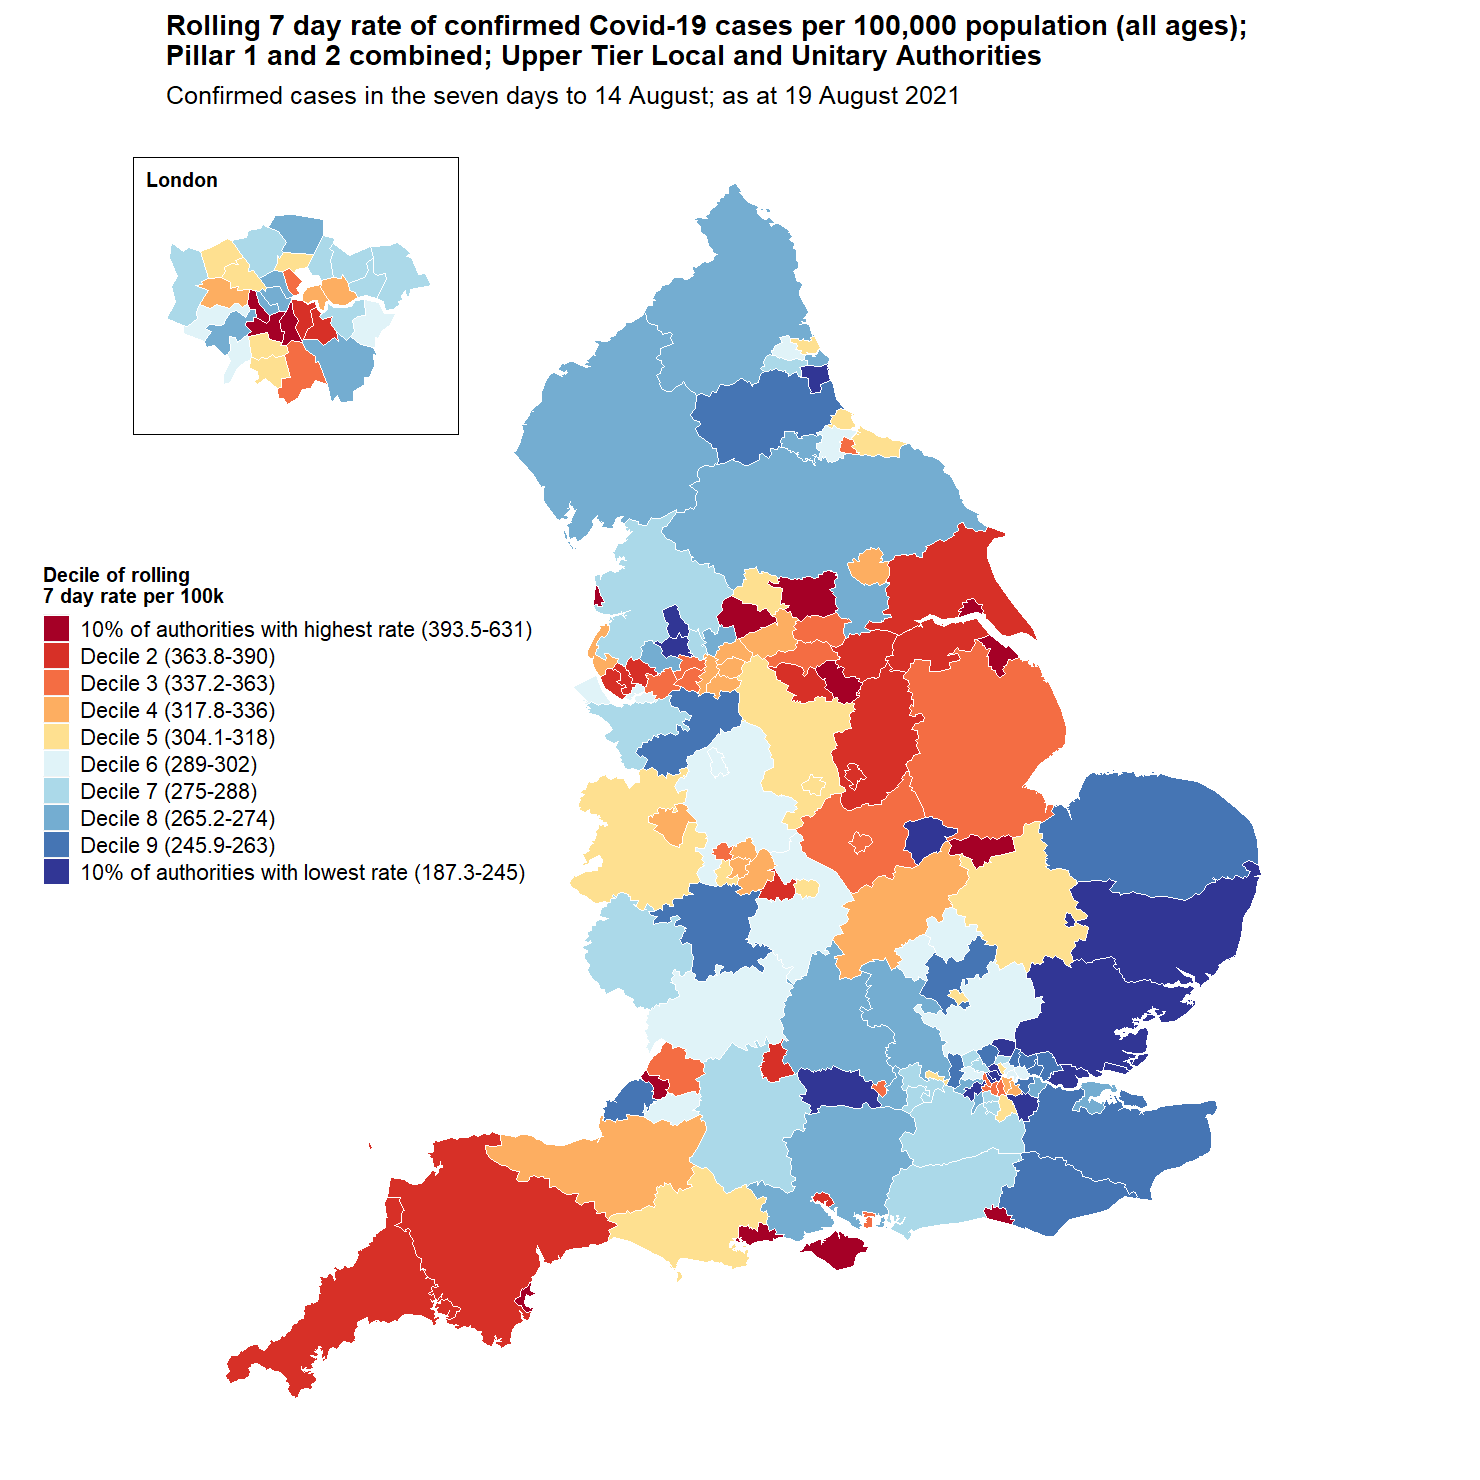 Rolling 7 day rate of confirmed Covid-19 cases per 100,000 population (all ages);
Pillar 1 and 2 combined; Upper Tier Local and Unitary Authorities
Confirmed cases in the seven days to 14 August; as at 19 August 2021
London
Decile of rolling
7 day rate per 100k
10% of authorities with highest rate (393.5-631)
Decile 2 (363.8-390)
Decile 3 (337.2-363)
Decile 4 (317.8-336)
Decile 5 (304.1-318)
Decile 6 (289-302)
Decile 7 (275-288)
Decile 8 (265.2-274)
Decile 9 (245.9-263)
10% of authorities with lowest rate (187.3-245)